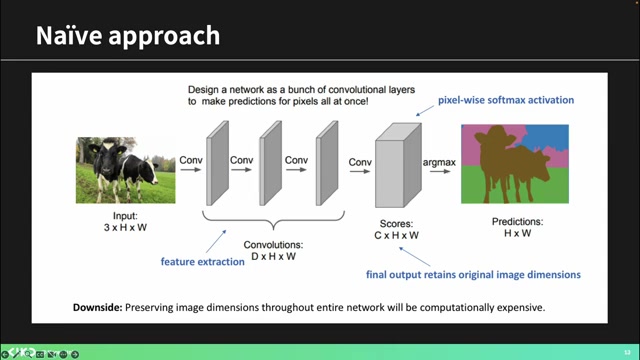 Naïve approach
Design a network as a bunch of convolutional layers
to make predictions for pixels all at once!
pixel-wise softmax activation
Conv
Conv
Conv
Conv
argmax
Input:
3 x H x W
Convolutions:
D x H x W
Scores:
C x H x W
Predictions:
H x W
feature extraction
final output retains original image dimensions
Downside: Preserving image dimensions throughout entire network will be computationally expensive.